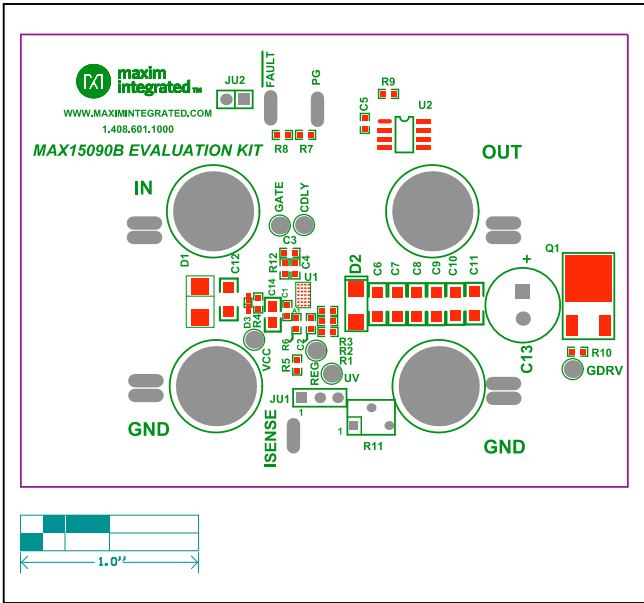 maxim
integrated™
WWW.MAXIMINTEGRATED.COM
1.408.601.1000
MAX15090B EVALUATION KIT
JU2
FAULT
PG
R8
R7
R9
C5
U2
OUT
IN
GATE
CDLY
D1
C12
C3
R12
C4
U1
C14
C1
D3
R4
VCC
R6
C2
R5
R3
R2
R1
REG
UV
D2
C6
C7
C8
C9
C10
C11
+
C13
Q1
R10
GDRV
JU1
1
ISENSE
1
R11
GND
GND
1.0"